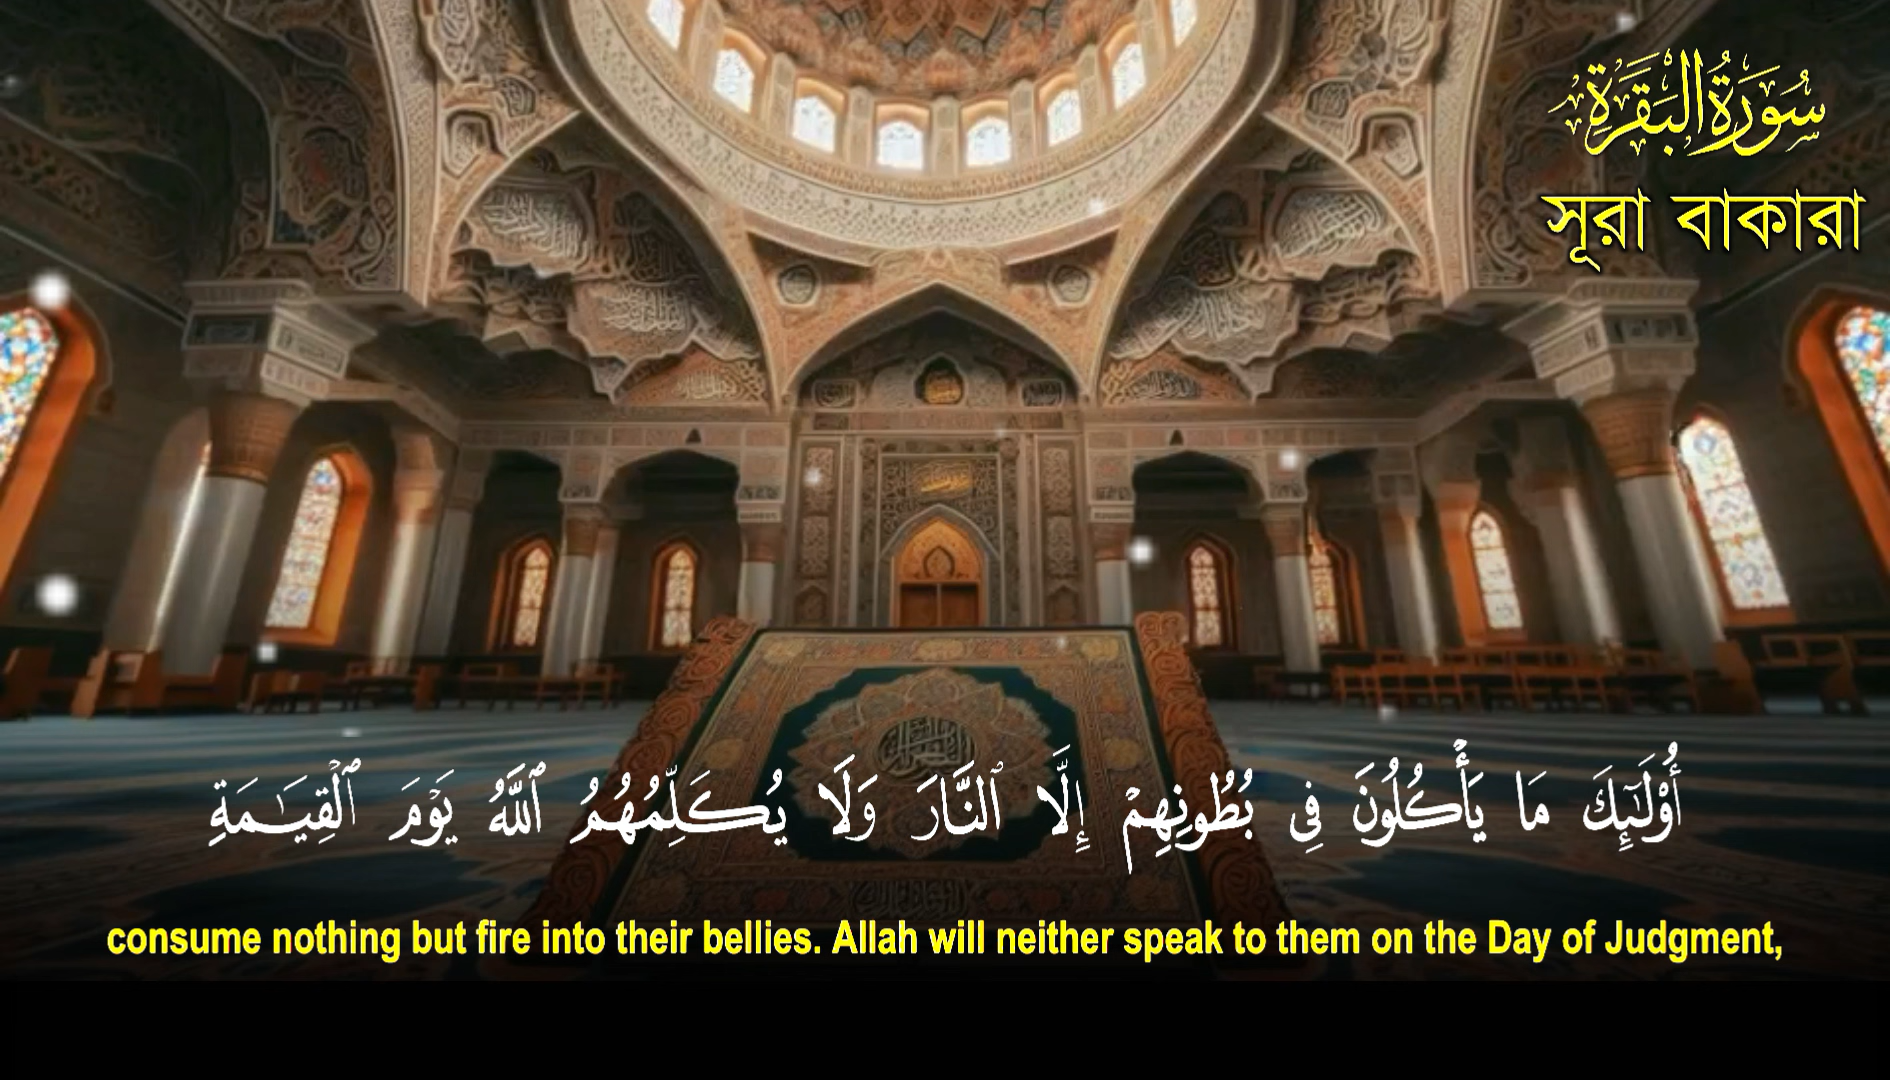 سُورَةُ البَقَرَةِ
সূরা বাকারা
أُو۟لَـٰٓئِكَ مَا يَأْكُلُونَ فِى بُطُونِهِمْ إِلَّا ٱلنَّارَ وَلَا يُكَلِّمُهُمُ ٱللَّهُ يَوْمَ ٱلْقِيَـٰمَةِ
consume nothing but fire into their bellies. Allah will neither speak to them on the Day of Judgment,